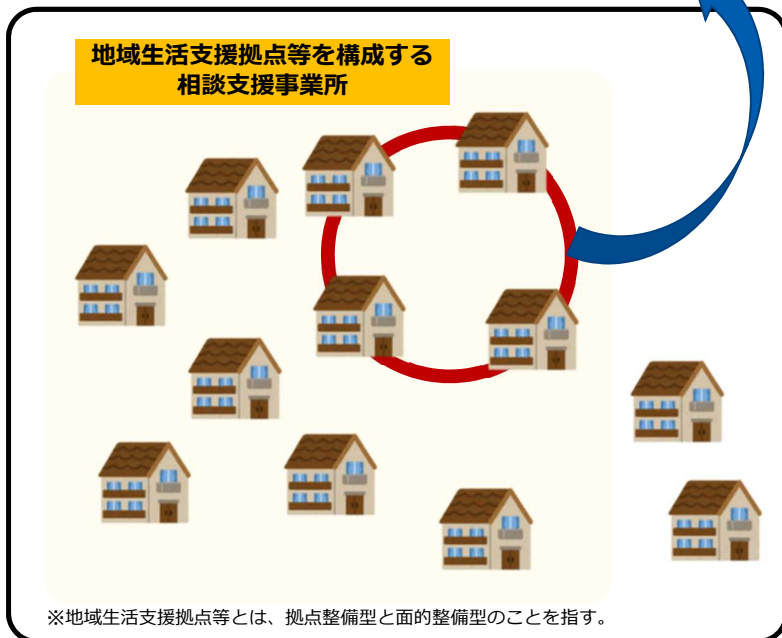 地域生活支援拠点等を構成する
相談支援事業所
※地域生活支援拠点等とは、拠点整備型と面的整備型のことを指す。